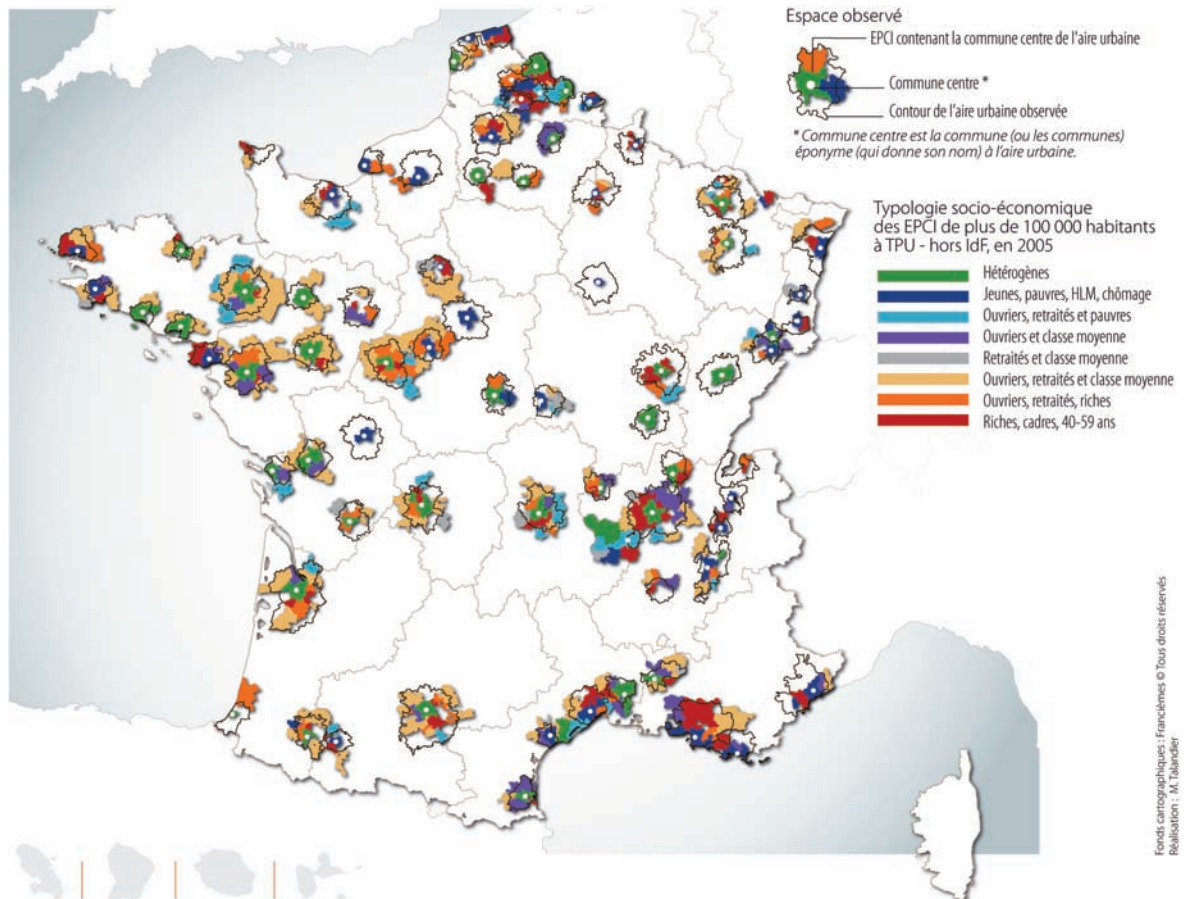 Espace observé
EPCI contenant la commune centre de l'aire urbaine
Commune centre *
Contour de l'aire urbaine observée
* Commune centre est la commune (ou les communes)
éponyme (qui donne son nom) à l'aire urbaine.
Typologie socio-économique
des EPCI de plus de 100 000 habitants
à TPU - hors IdF, en 2005
Hétérogènes
Jeunes, pauvres, HLM, chômage
Ouvriers, retraités et pauvres
Ouvriers et classe moyenne
Retraités et classe moyenne
Ouvriers, retraités et classe moyenne
Ouvriers, retraités, riches
Riches, cadres, 40-59 ans
Fonds cartographiques : Francièmes © Tous droits réservés
Réalisation : M. Talandier